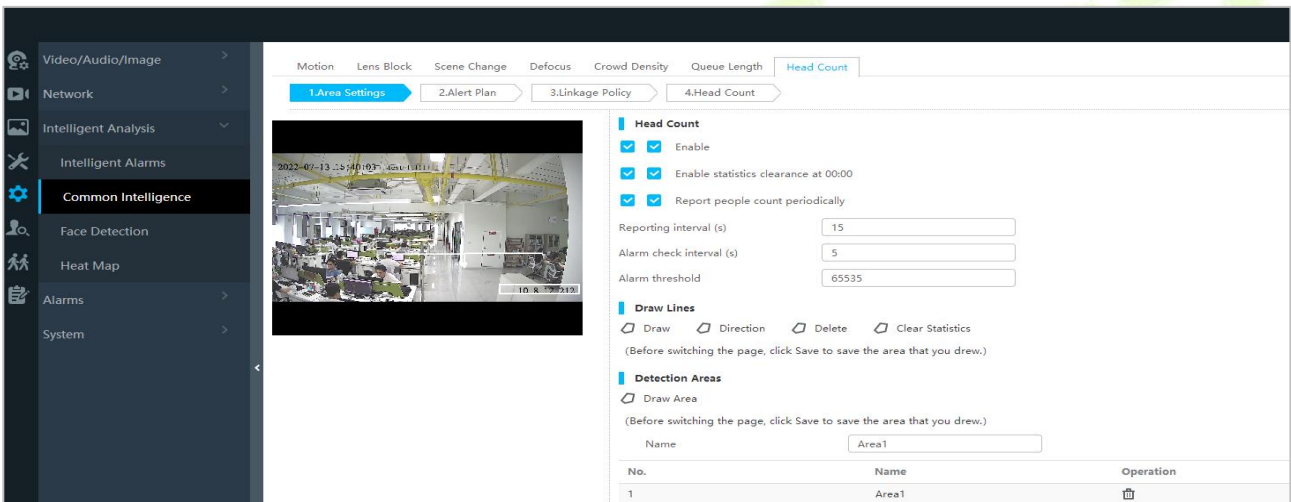 Video/Audio/Image
Network
Intelligent Analysis
Intelligent Alarms
Common Intelligence
Face Detection
Heat Map
Alarms
System
Motion Lens Block Scene Change Defocus Crowd Density Queue Length Head Count
1.Area Settings 2.Alert Plan 3.Linkage Policy 4.Head Count
2022-07-13
Head Count
Enable
Enable statistics clearance at 00:00
Report people count periodically
Reporting interval (s) 15
Alarm check interval (s) 5
Alarm threshold 65535
Draw Lines
Draw Direction Delete Clear Statistics
(Before switching the page, click Save to save the area that you drew.)
Detection Areas
Draw Area
(Before switching the page, click Save to save the area that you drew.)
Name Area1
No. Name Operation
1 Area1